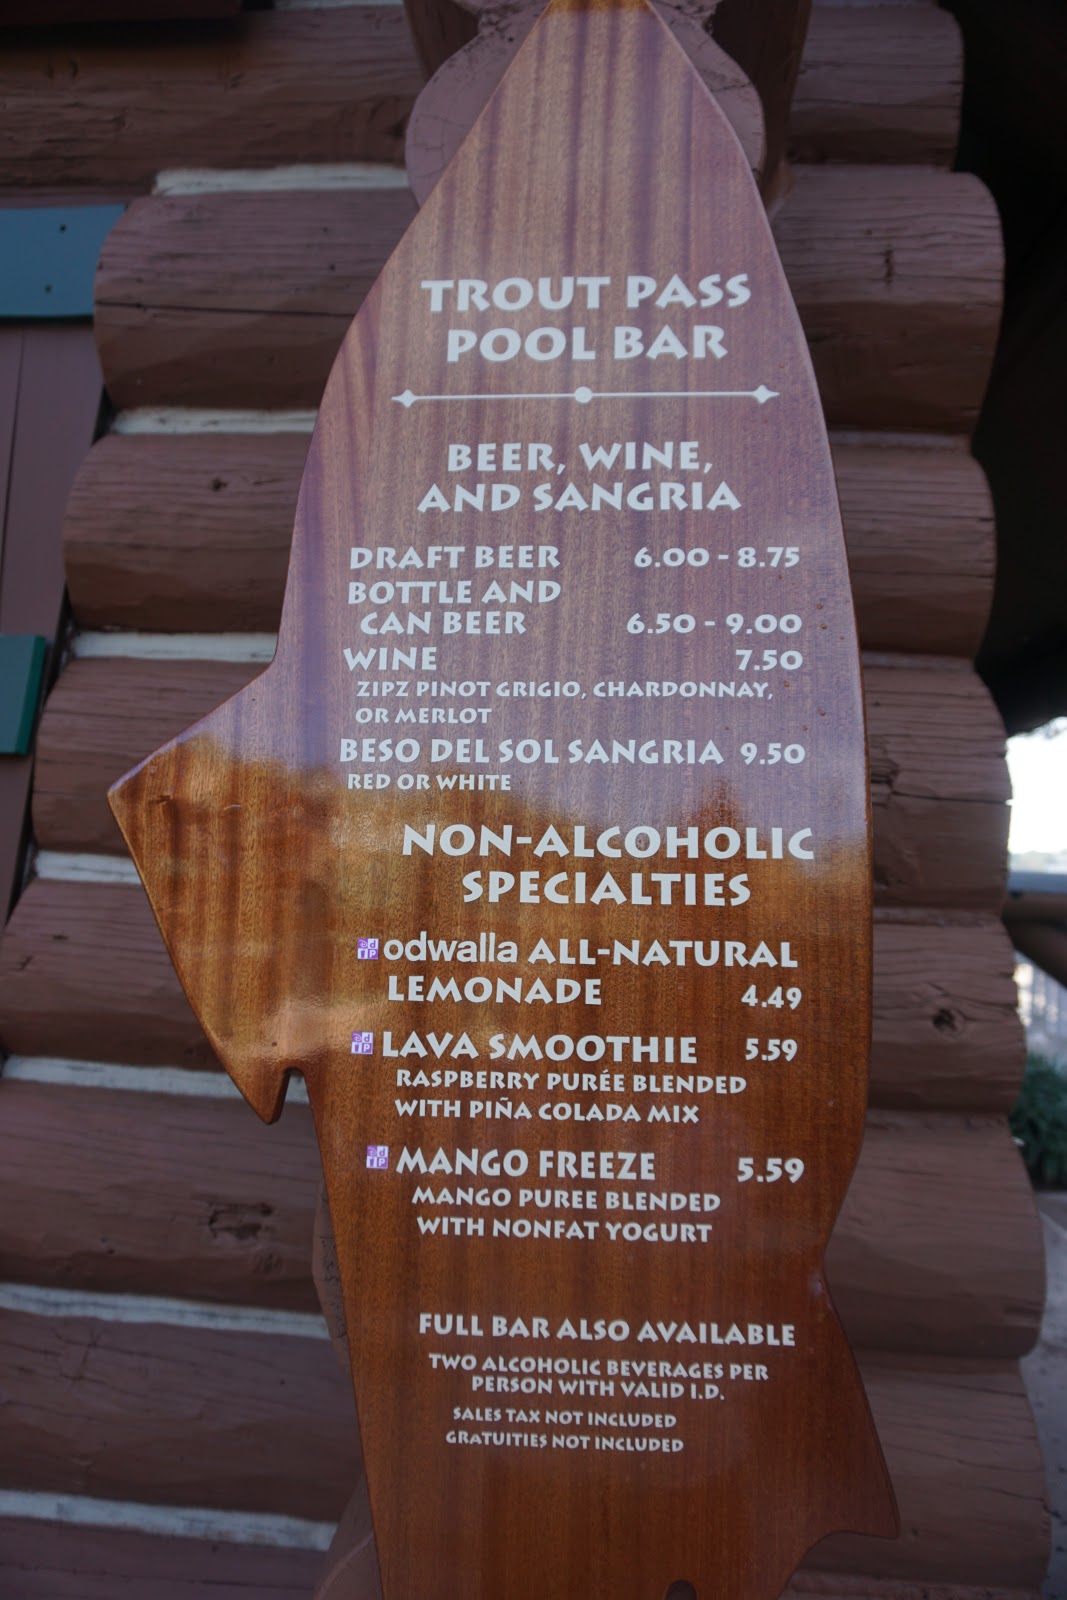 TROUT PASS
POOL BAR
BEER, WINE,
AND SANGRIA
DRAFT BEER 6.00 - 8.75
BOTTLE AND
CAN BEER 6.50 - 9.00
WINE 7.50
ZIPZ PINOT GRIGIO, CHARDONNAY,
OR MERLOT
BESO DEL SOL SANGRIA 9.50
RED OR WHITE
NON-ALCOHOLIC
SPECIALTIES
odwalla ALL-NATURAL
LEMONADE 4.49
LAVA SMOOTHIE 5.59
RASPBERRY PURÉE BLENDED
WITH PIÑA COLADA MIX
MANGO FREEZE 5.59
MANGO PUREE BLENDED
WITH NONFAT YOGURT
FULL BAR ALSO AVAILABLE
TWO ALCOHOLIC BEVERAGES PER
PERSON WITH VALID I.D.
SALES TAX NOT INCLUDED
GRATUITIES NOT INCLUDED